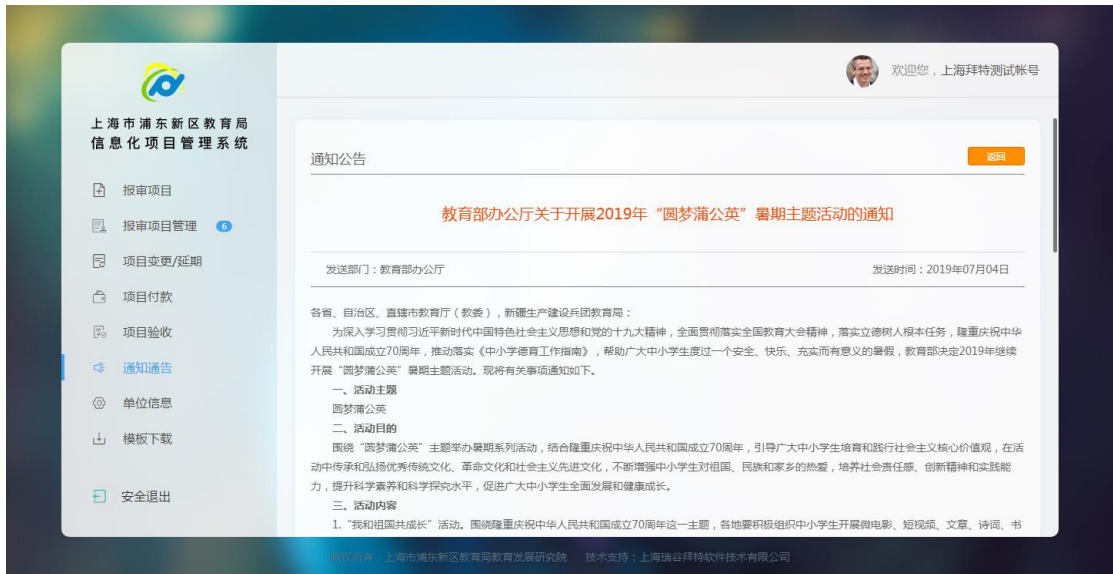 欢迎您，上海拜特测试帐号
上海市浦东新区教育局
信息化项目管理系统
报审项目
报审项目管理 6
项目变更/延期
项目付款
项目验收
通知通告
单位信息
模板下载
安全退出
通知公告
返回
教育部办公厅关于开展2019年“圆梦蒲公英”暑期主题活动的通知
发送部门：教育部办公厅
发送时间：2019年07月04日
各省、自治区、直辖市教育厅（教委），新疆生产建设兵团教育局：
为深入学习贯彻习近平新时代中国特色社会主义思想和党的十九大精神，全面贯彻落实全国教育大会精神，落实立德树人根本任务，隆重庆祝中华
人民共和国成立70周年，推动落实《中小学德育工作指南》，帮助广大中小学生度过一个安全、快乐、充实而有意义的暑假，教育部决定2019年继续
开展“圆梦蒲公英”暑期主题活动。现将有关事项通知如下。
一、活动主题
圆梦蒲公英
二、活动目的
围绕“圆梦蒲公英”主题举办暑期系列活动，结合隆重庆祝中华人民共和国成立70周年，引导广大中小学生培育和践行社会主义核心价值观，在活
动中传承和弘扬优秀传统文化、革命文化和社会主义先进文化，不断增强中小学生对祖国、民族和家乡的热爱，培养社会责任感、创新精神和实践能
力，提升科学素养和科学探究水平，促进广大中小学生全面发展和健康成长。
三、活动内容
1.“我和祖国共成长”活动。围绕隆重庆祝中华人民共和国成立70周年这一主题，各地要积极组织中小学生开展微电影、短视频、文章、诗词、书
版权所有：上海市浦东新区教育局教育发展研究院 技术支持：上海瑞谷拜特软件技术有限公司